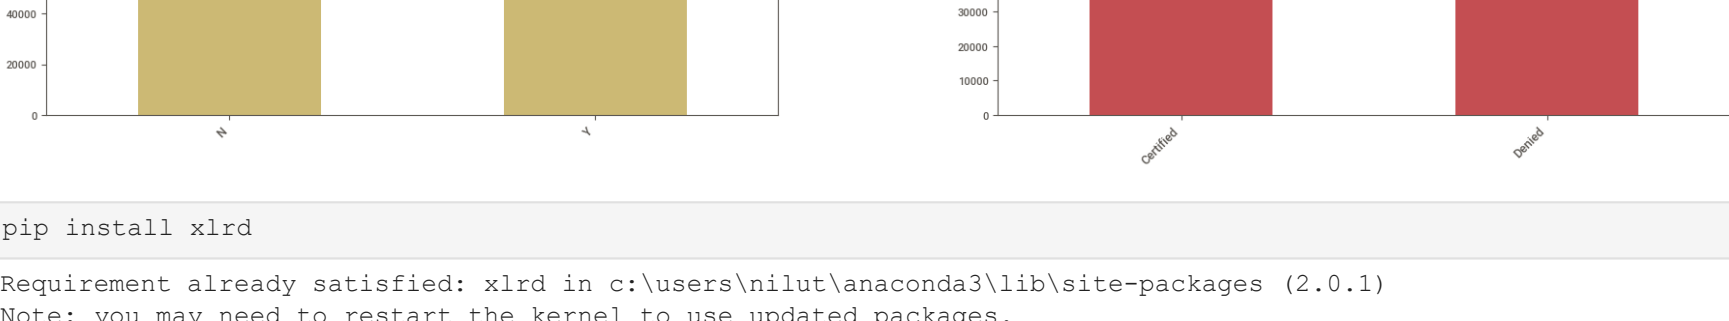 40000
20000
0
N
Y
30000
20000
10000
0
Certified
Denied
pip install xlrd
Requirement already satisfied: xlrd in c:\users\nilut\anaconda3\lib\site-packages (2.0.1)
Note: you may need to restart the kernel to use updated packages.